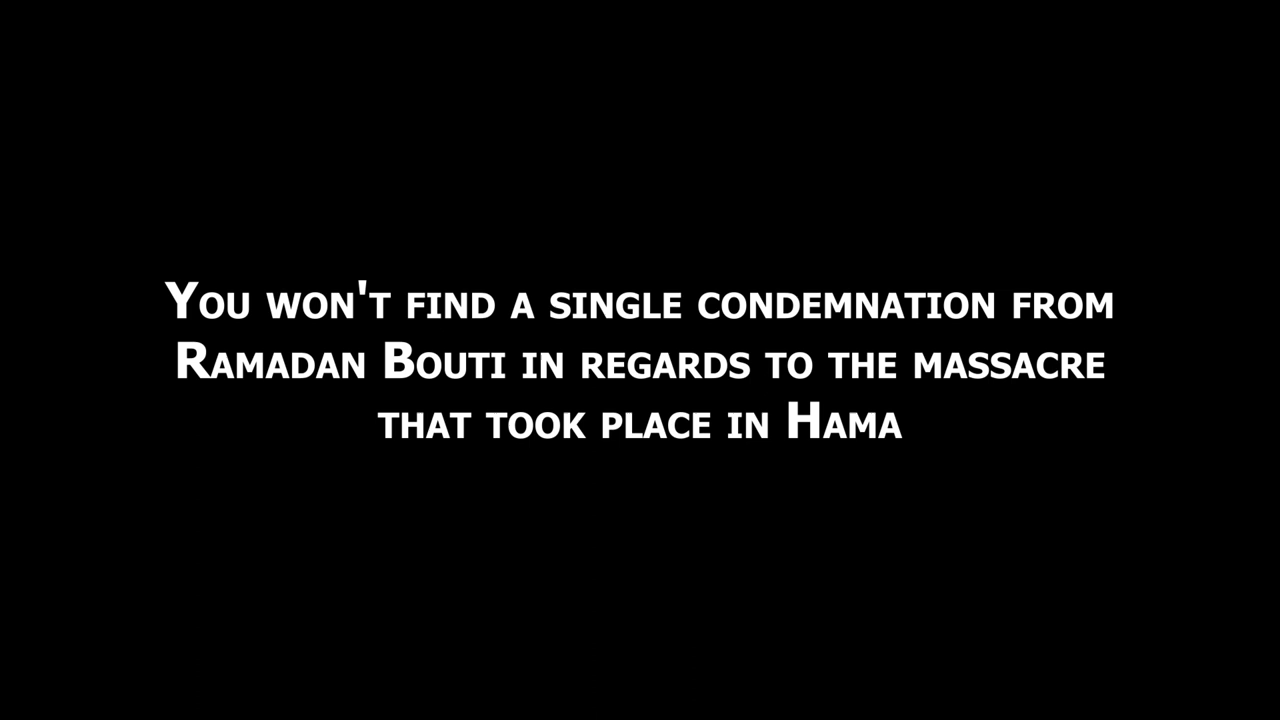 You won't find a single condemnation from
Ramadan Bouti in regards to the massacre
that took place in Hama